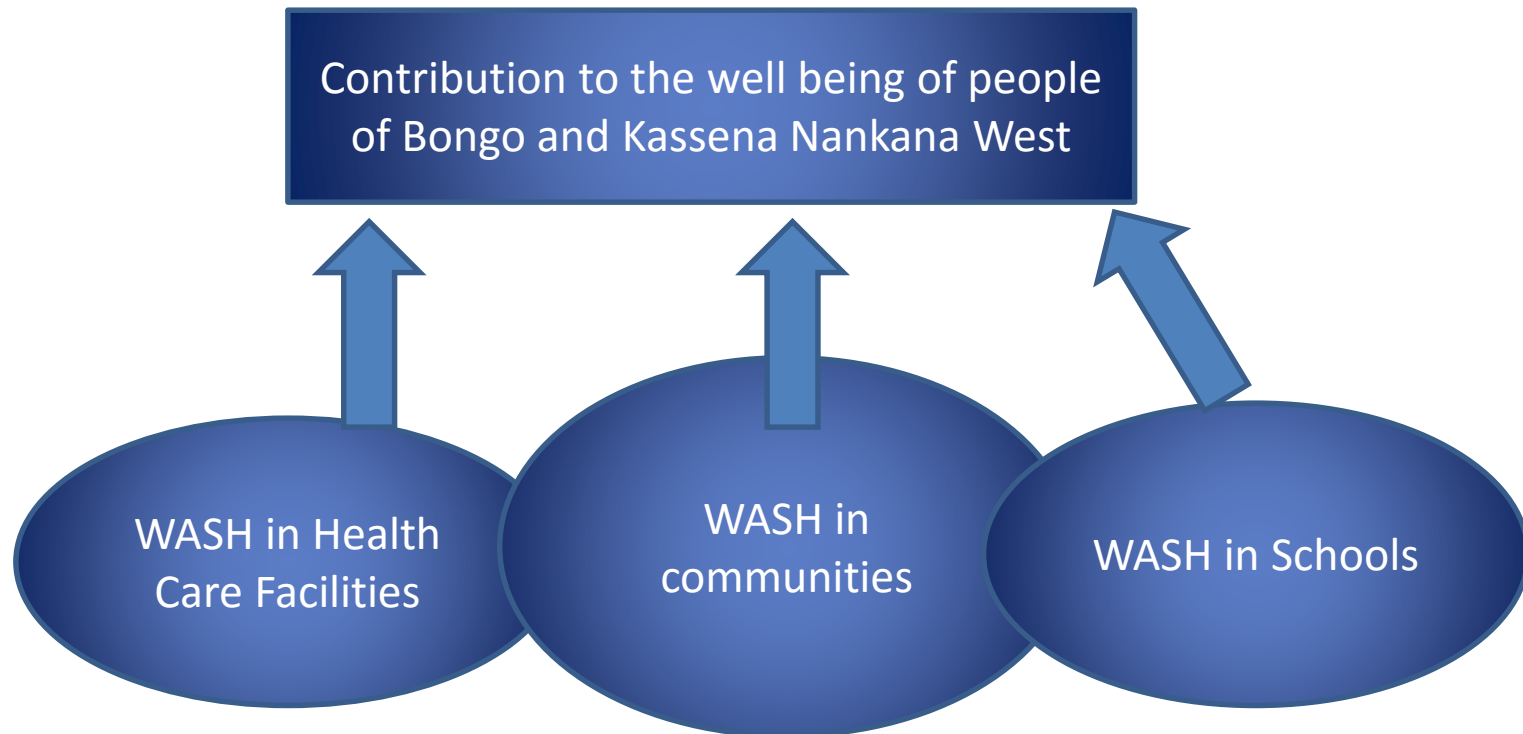 Contribution to the well being of people
of Bongo and Kassena Nankana West
WASH in Health
Care Facilities
WASH in
communities
WASH in Schools